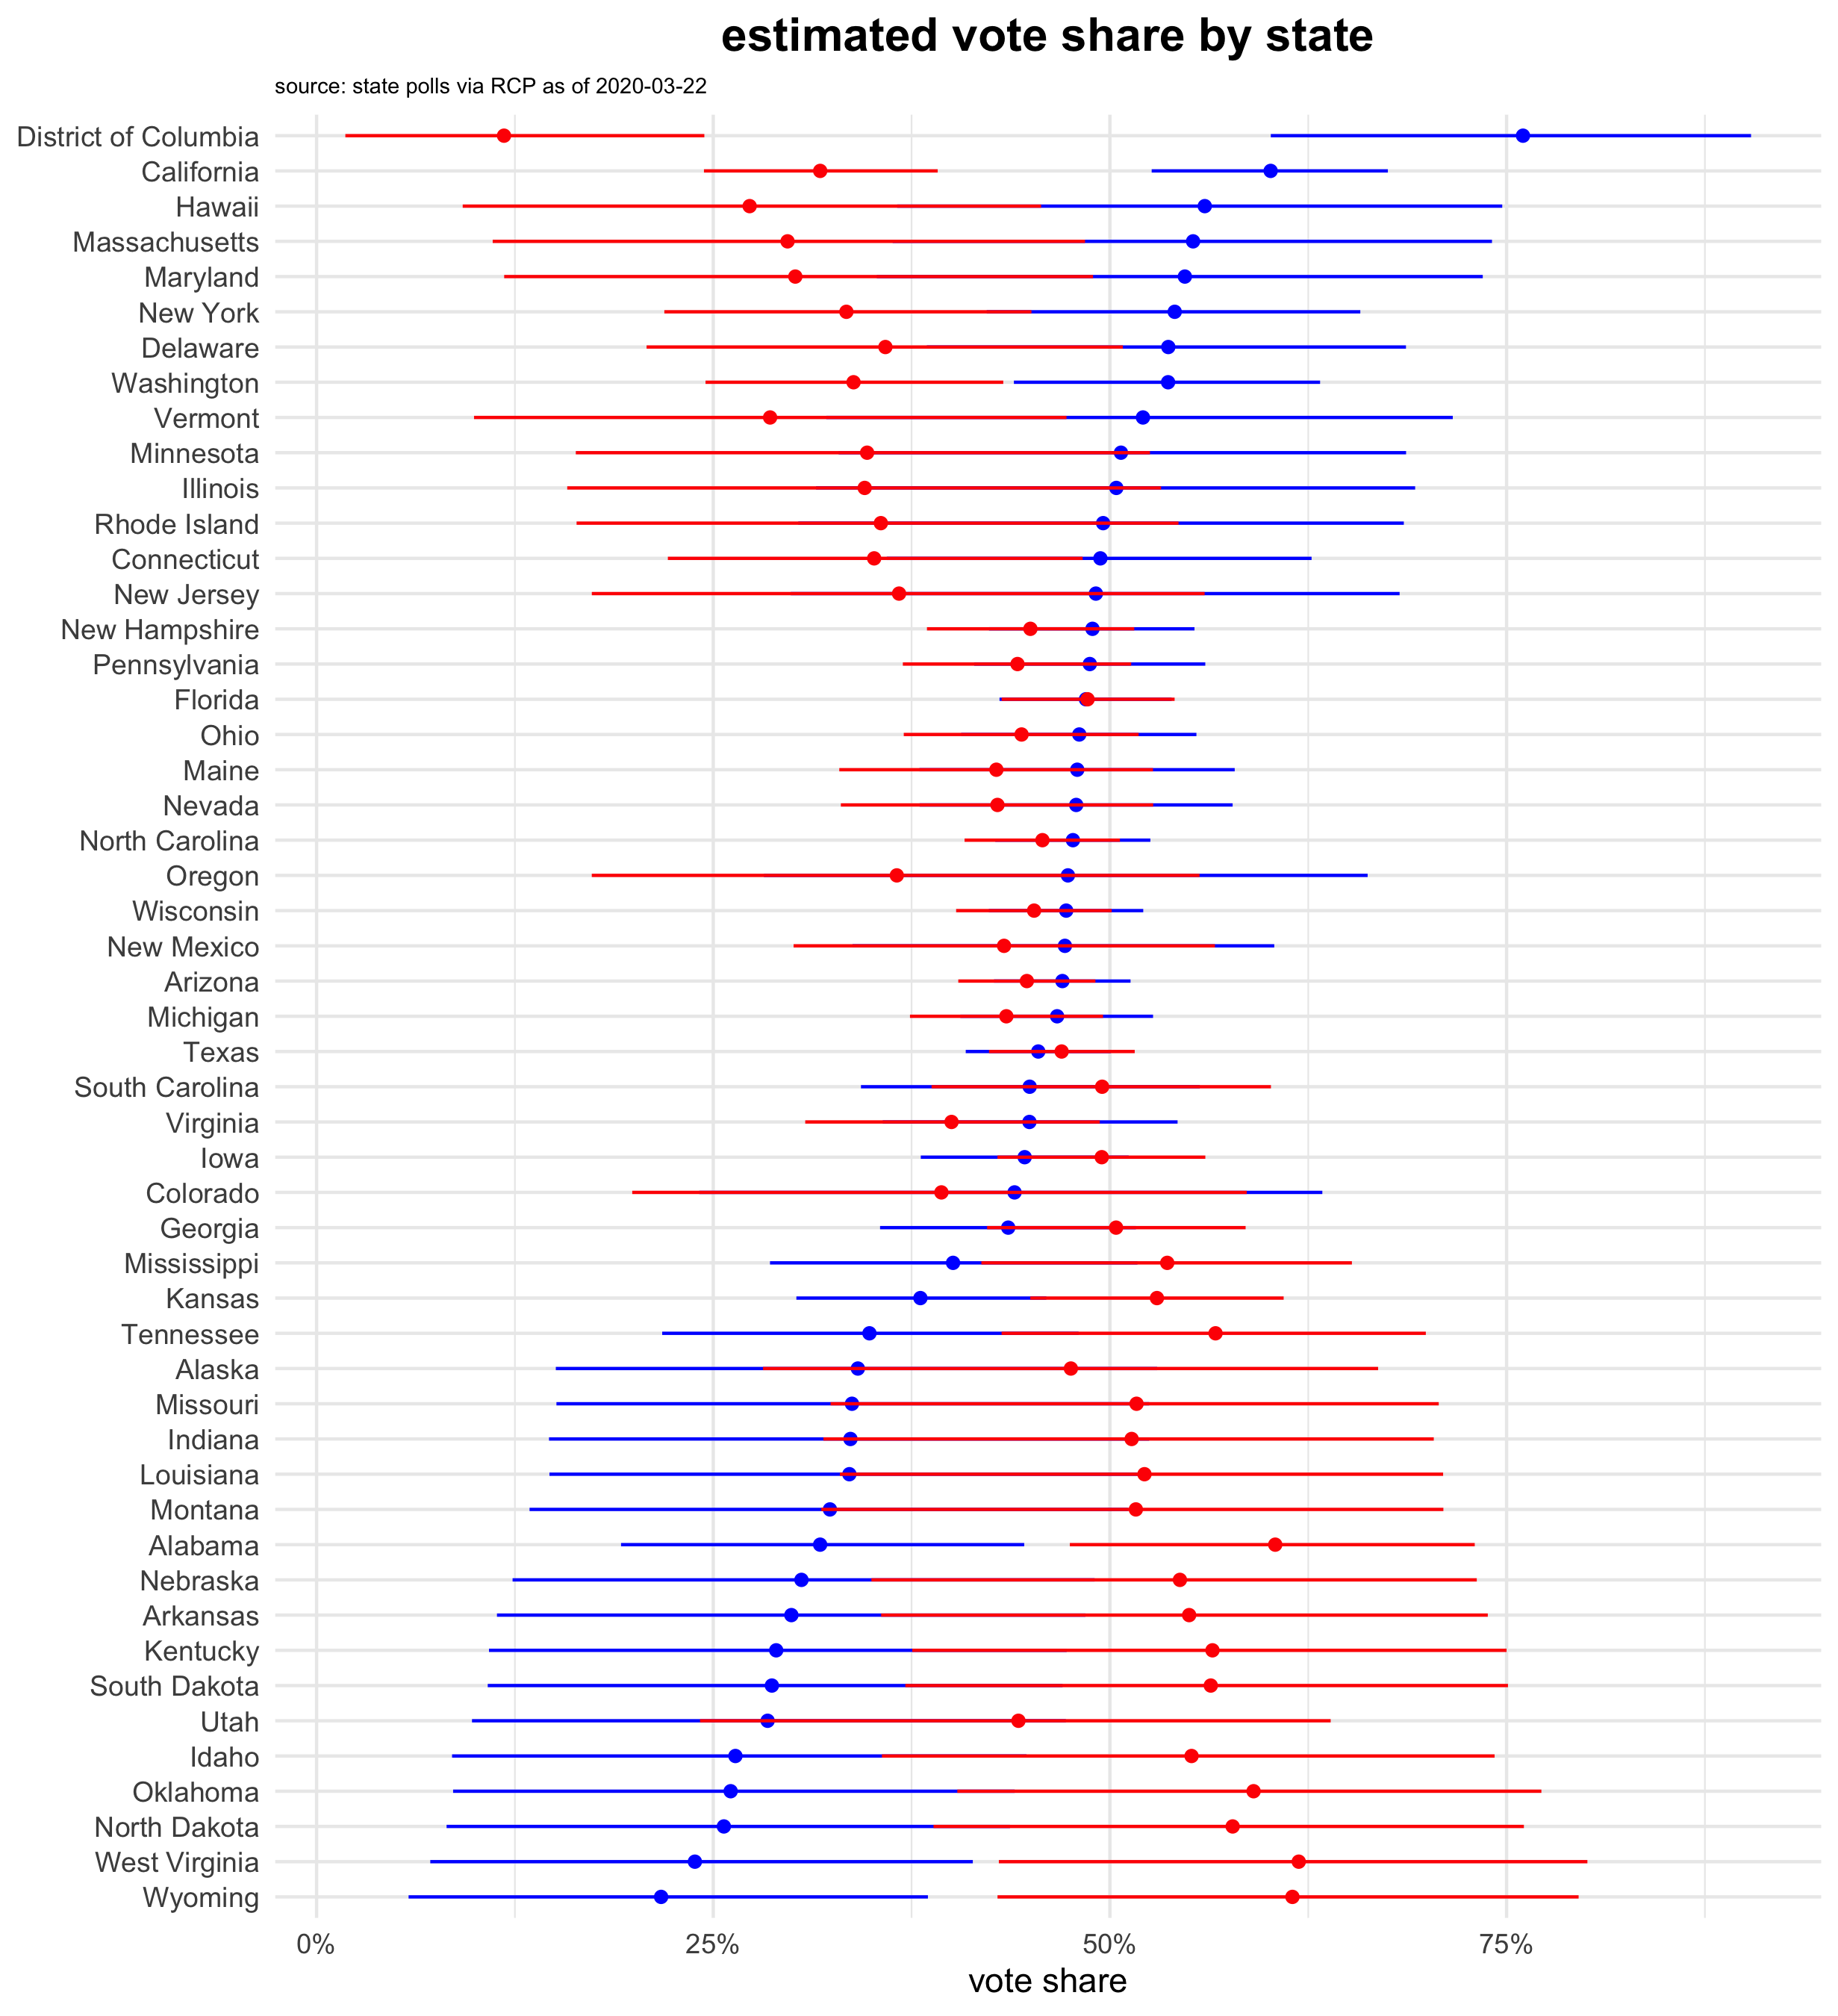 estimated vote share by state
source: state polls via RCP as of 2020-03-22
District of Columbia
California
Hawaii
Massachusetts
Maryland
New York
Delaware
Washington
Vermont
Minnesota
Illinois
Rhode Island
Connecticut
New Jersey
New Hampshire
Pennsylvania
Florida
Ohio
Maine
Nevada
North Carolina
Oregon
Wisconsin
New Mexico
Arizona
Michigan
Texas
South Carolina
Virginia
Iowa
Colorado
Georgia
Mississippi
Kansas
Tennessee
Alaska
Missouri
Indiana
Louisiana
Montana
Alabama
Nebraska
Arkansas
Kentucky
South Dakota
Utah
Idaho
Oklahoma
North Dakota
West Virginia
Wyoming
0% 25% 50% 75%
vote share